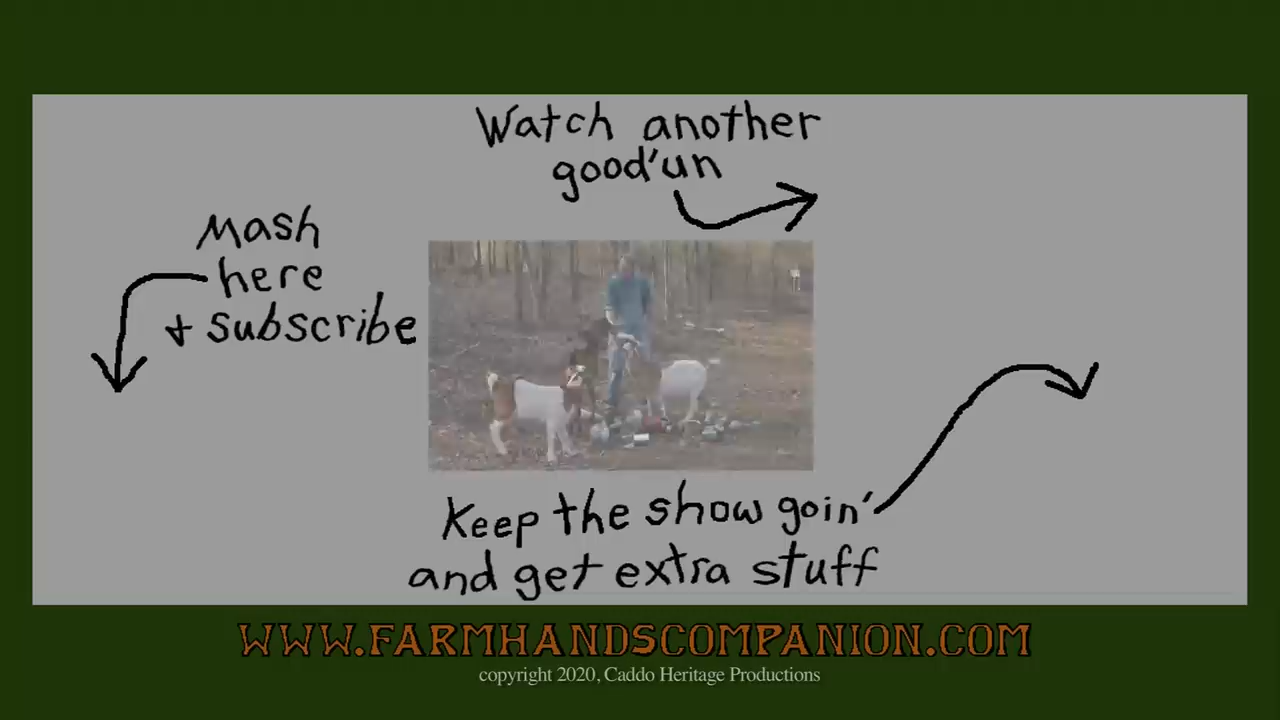 Watch another
good'un
Mash
here
+ subscribe
Keep the show goin'
and get extra stuff
WWW.FARMHANDSCOMPANION.COM
copyright 2020, Caddo Heritage Productions